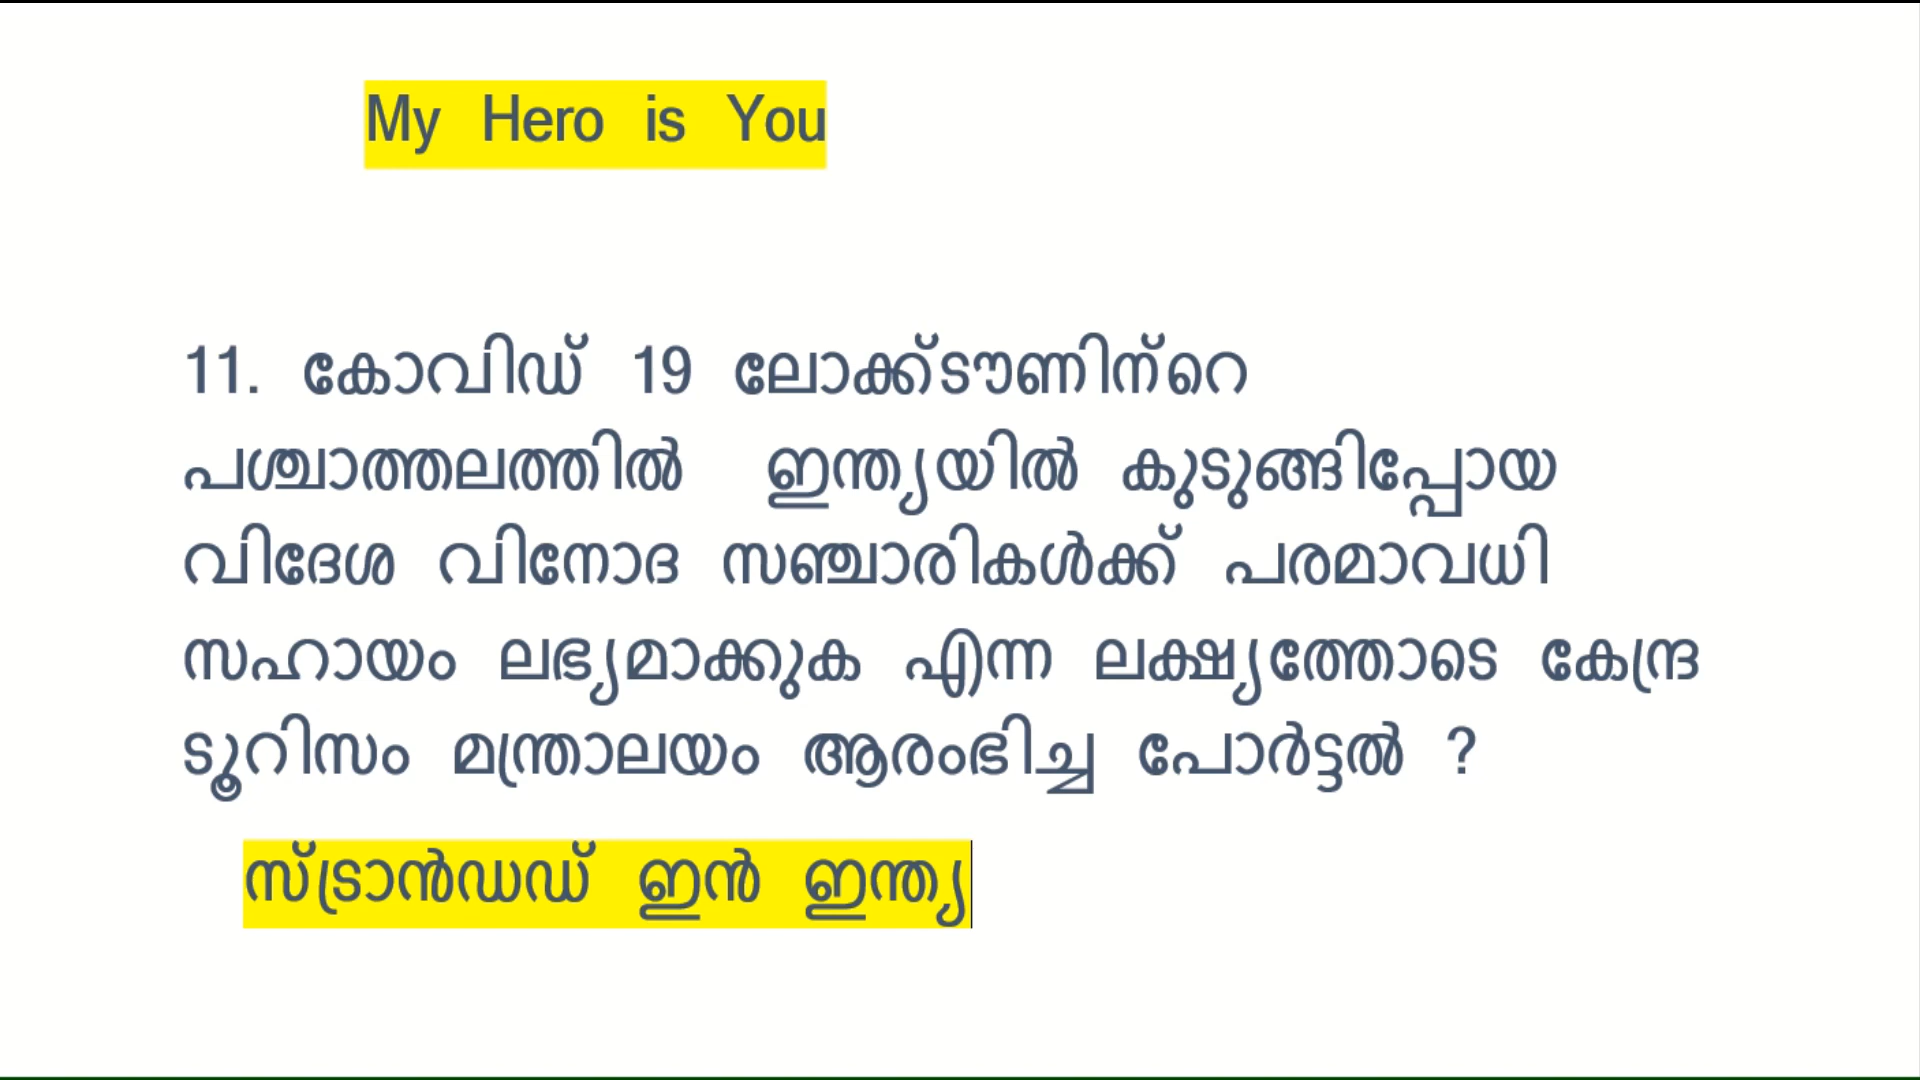 My Hero is You
11. കോവിഡ് 19 ലോക്ക്ടൗണിന്റെ
പശ്ചാത്തലത്തിൽ ഇന്ത്യയിൽ കുടുങ്ങിപ്പോയ
വിദേശ വിനോദ സഞ്ചാരികൾക്ക് പരമാവധി
സഹായം ലഭ്യമാക്കുക എന്ന ലക്ഷ്യത്തോടെ കേന്ദ്ര
ടൂറിസം മന്ത്രാലയം ആരംഭിച്ച പോർട്ടൽ ?
സ്ട്രാൻഡഡ് ഇൻ ഇന്ത്യ